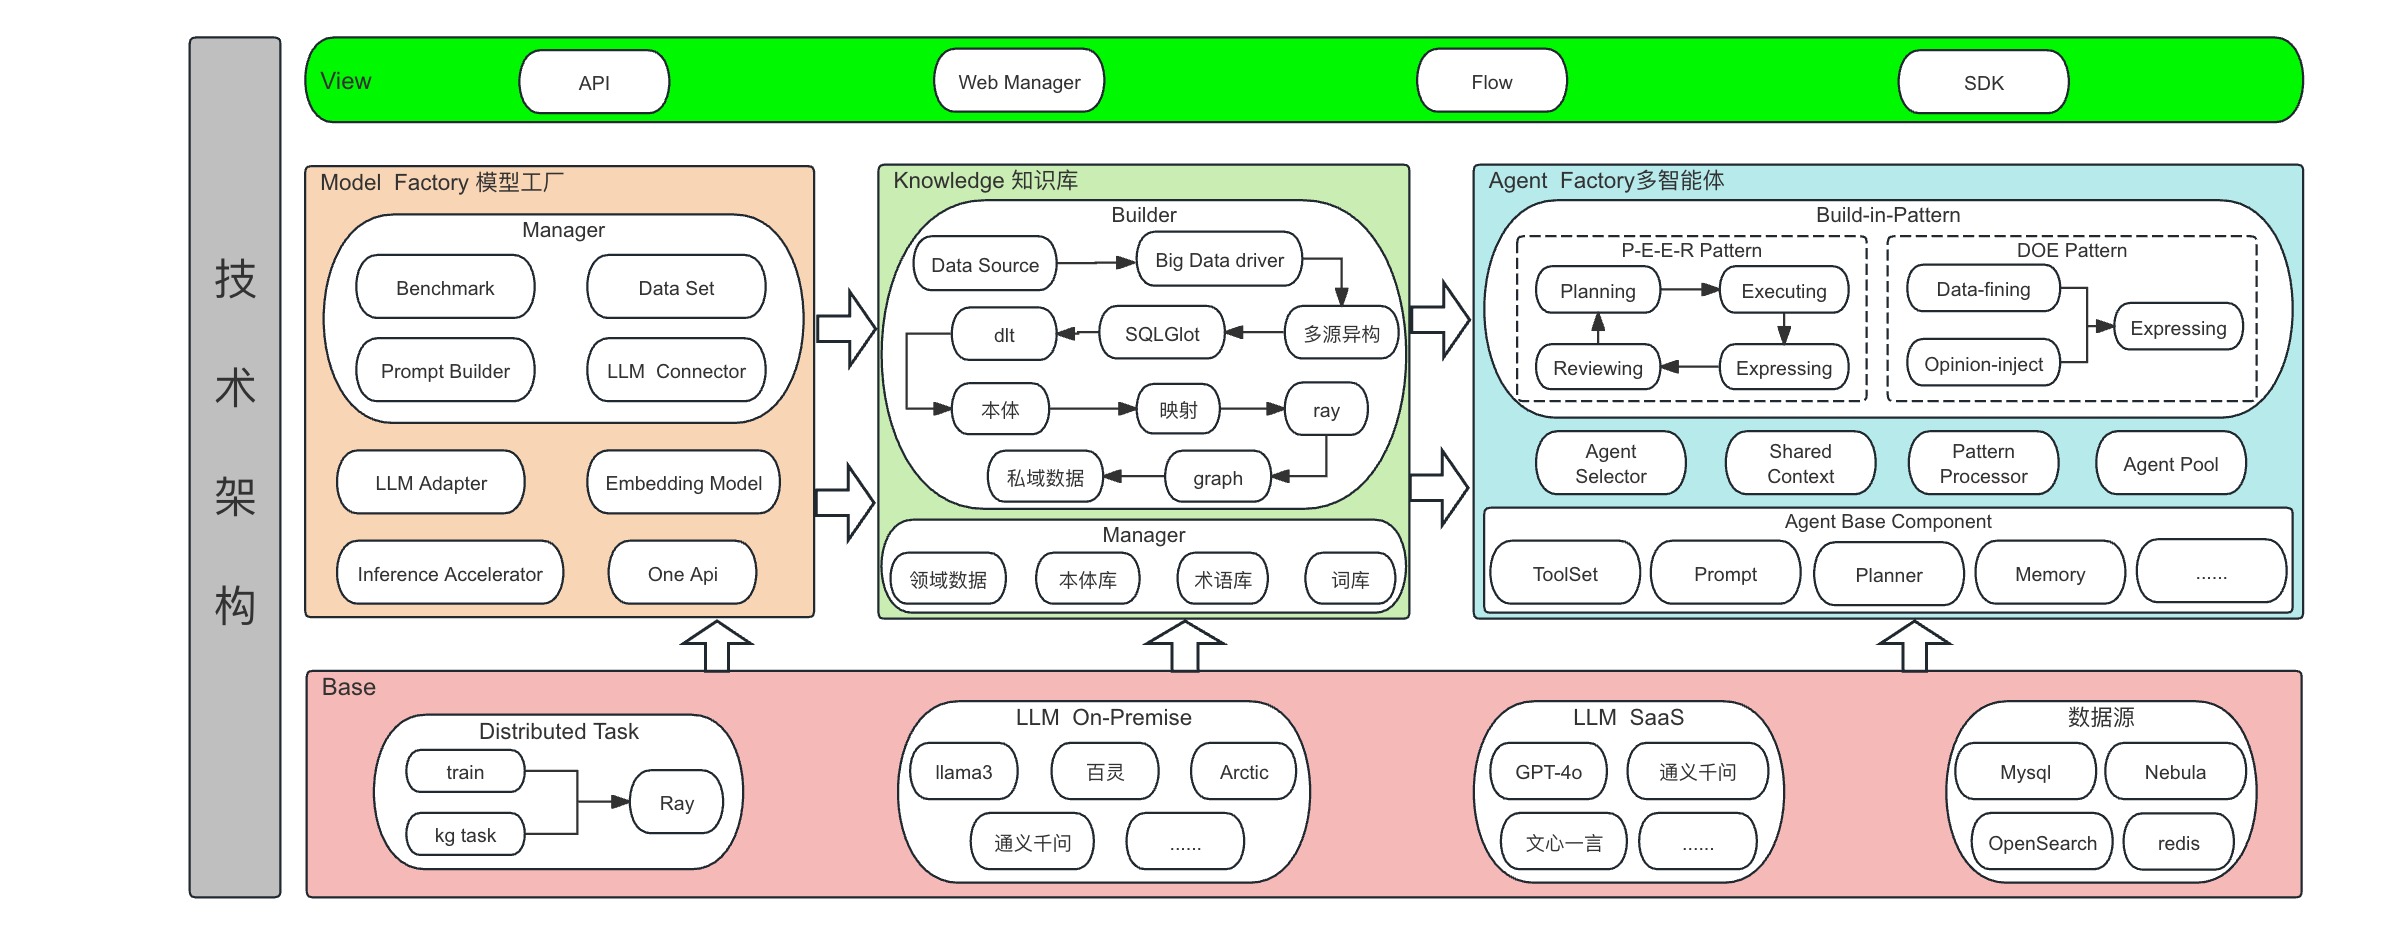 技
术
架
构
View
API
Web Manager
Flow
SDK
Model Factory 模型工厂
Manager
Benchmark
Data Set
Prompt Builder
LLM Connector
LLM Adapter
Embedding Model
Inference Accelerator
One Api
Knowledge 知识库
Builder
Data Source
Big Data driver
dlt
SQLGlot
多源异构
本体
映射
ray
私域数据
graph
Manager
领域数据
本体库
术语库
词库
Agent Factory多智能体
Build-in-Pattern
P-E-E-R Pattern
Planning
Executing
Reviewing
Expressing
DOE Pattern
Data-fining
Opinion-inject
Expressing
Agent
Selector
Shared
Context
Pattern
Processor
Agent Pool
Agent Base Component
ToolSet
Prompt
Planner
Memory
......
Base
Distributed Task
train
kg task
Ray
LLM On-Premise
llama3
百灵
Arctic
通义千问
......
LLM SaaS
GPT-4o
通义千问
文心一言
......
数据源
Mysql
Nebula
OpenSearch
redis